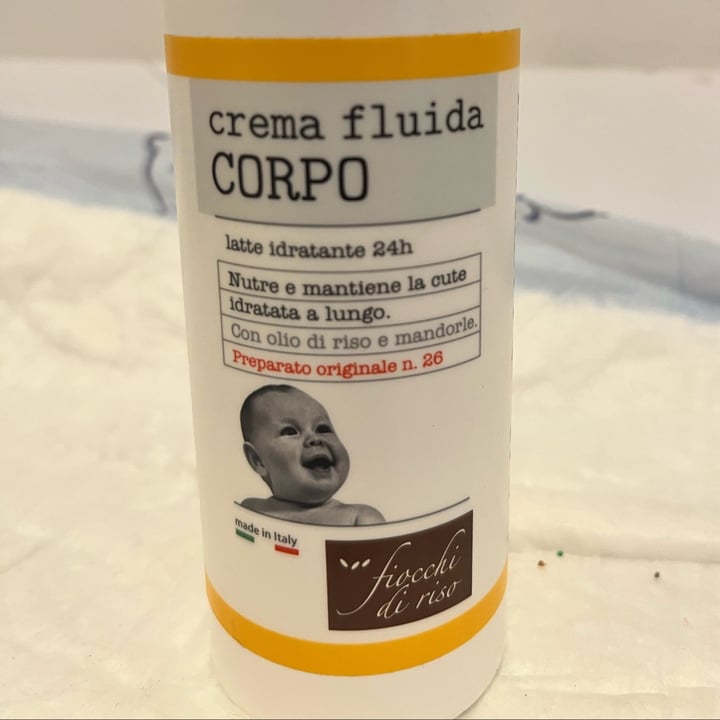 crema fluida
CORPO
latte idratante 24h
Nutre e mantiene la cute
idratata a lungo.
Con olio di riso e mandorle.
Preparato originale n. 26
made in Italy
fiocchi
di riso